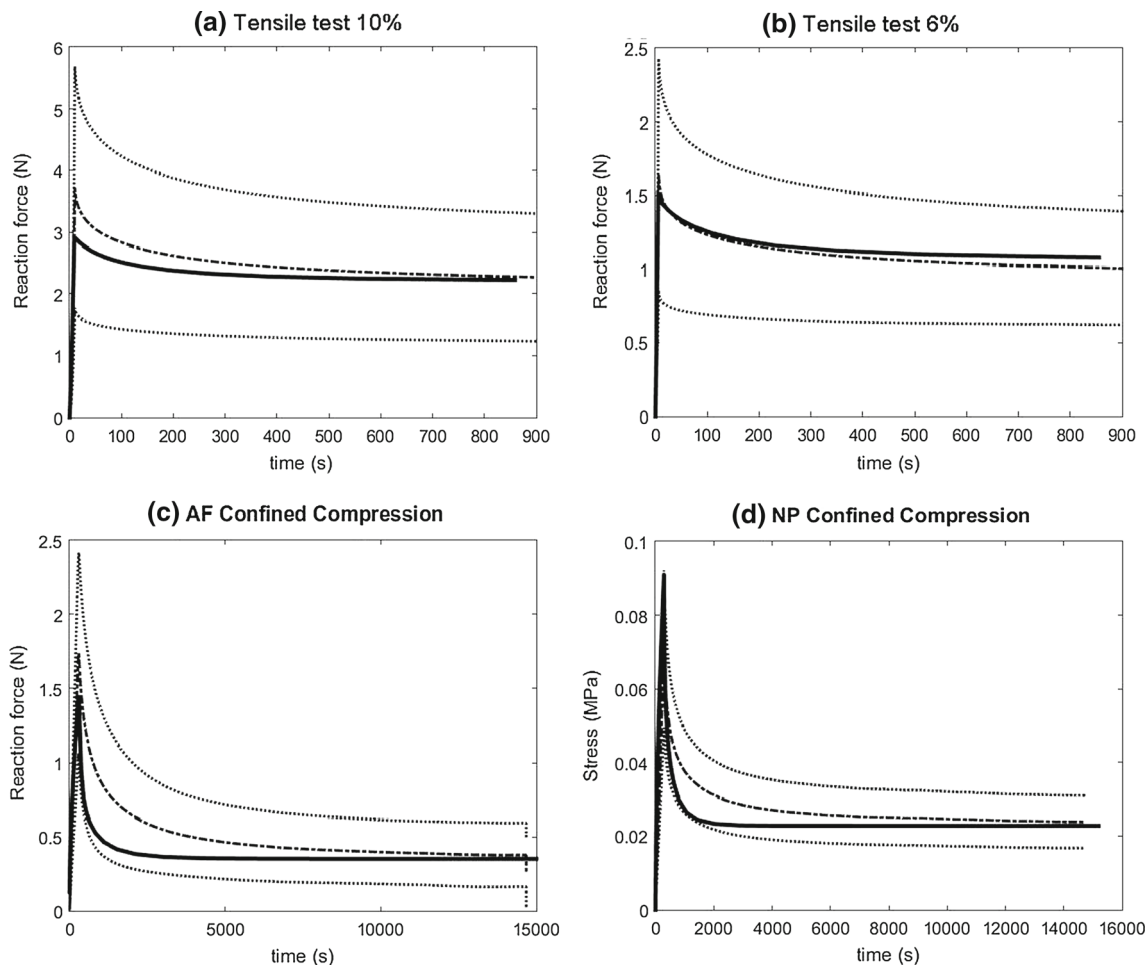 (a) Tensile test 10%
6
5
4
3
2
1
0
Reaction force (N)
0 100 200 300 400 500 600 700 800 900
time (s)
(b) Tensile test 6%
2.5
2
1.5
1
0.5
0
Reaction force (N)
0 100 200 300 400 500 600 700 800 900
time (s)
(c) AF Confined Compression
2.5
2
1.5
1
0.5
0
Reaction force (N)
0 5000 10000 15000
time (s)
(d) NP Confined Compression
0.1
0.08
0.06
0.04
0.02
0
Stress (MPa)
0 2000 4000 6000 8000 10000 12000 14000 16000
time (s)